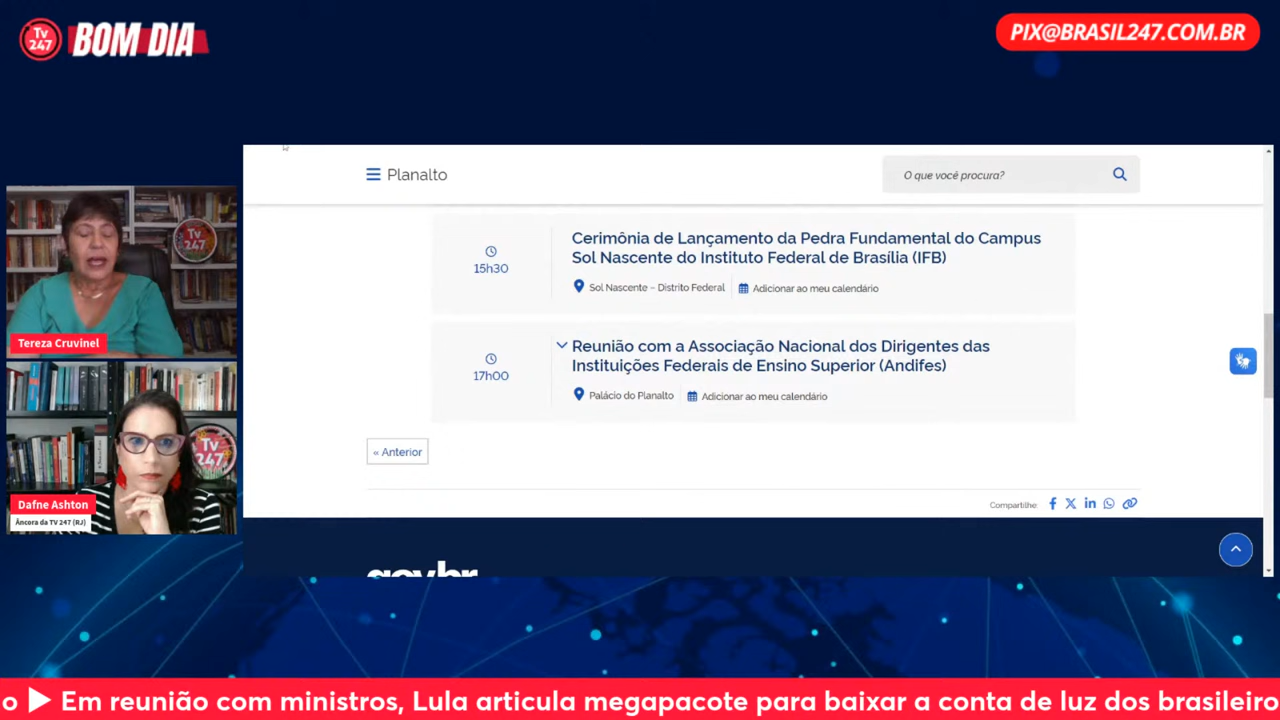 Tv 247 BOM DIA
PIX@BRASIL247.COM.BR
Planalto
O que você procura?
15h30
Cerimônia de Lançamento da Pedra Fundamental do Campus
Sol Nascente do Instituto Federal de Brasília (IFB)
Sol Nascente – Distrito Federal
Adicionar ao meu calendário
17h00
Reunião com a Associação Nacional dos Dirigentes das
Instituições Federais de Ensino Superior (Andifes)
Palácio do Planalto
Adicionar ao meu calendário
« Anterior
Compartilhe:
govbr
Tv 247
Tereza Cruvinel
Tv 247
Dafne Ashton
Âncora da TV 247 (RJ)
o ▶ Em reunião com ministros, Lula articula megapacote para baixar a conta de luz dos brasileiro